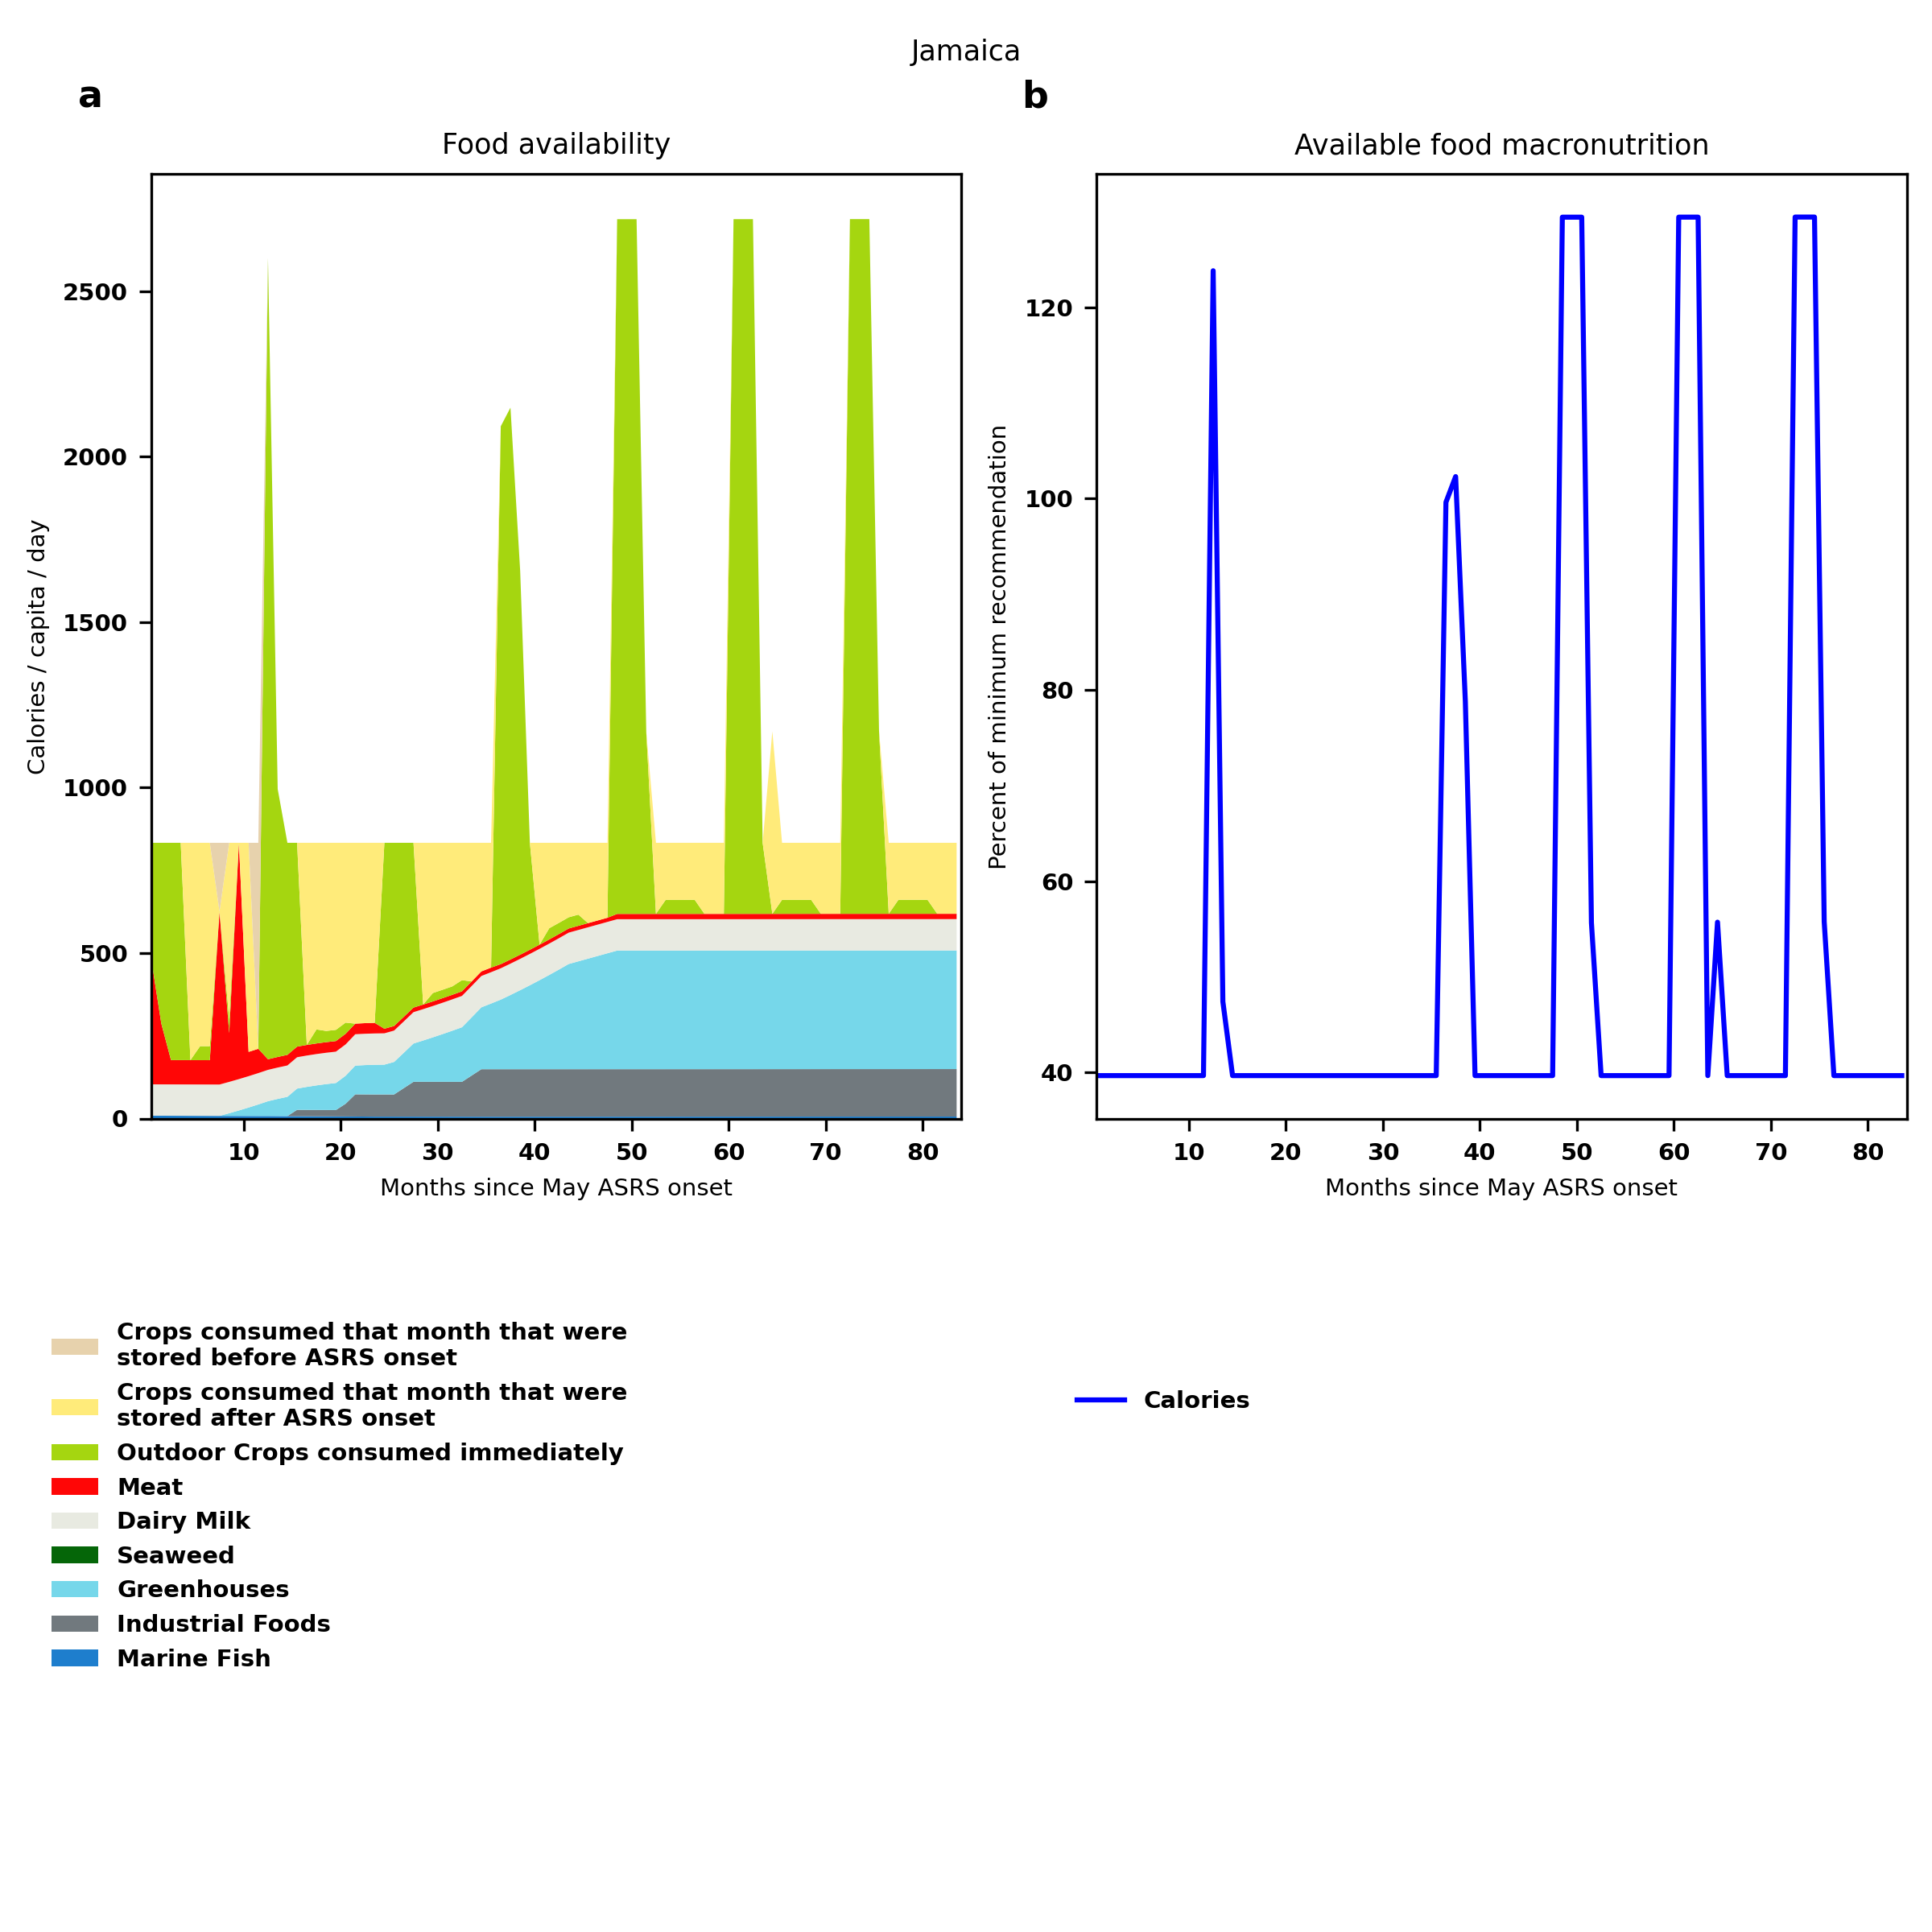 Jamaica
a
Food availability
Calories / capita / day
2500
2000
1500
1000
500
0
10 20 30 40 50 60 70 80
Months since May ASRS onset
b
Available food macronutrition
Percent of minimum recommendation
120
100
80
60
40
10 20 30 40 50 60 70 80
Months since May ASRS onset
Crops consumed that month that were
stored before ASRS onset
Crops consumed that month that were
stored after ASRS onset
Outdoor Crops consumed immediately
Meat
Dairy Milk
Seaweed
Greenhouses
Industrial Foods
Marine Fish
Calories